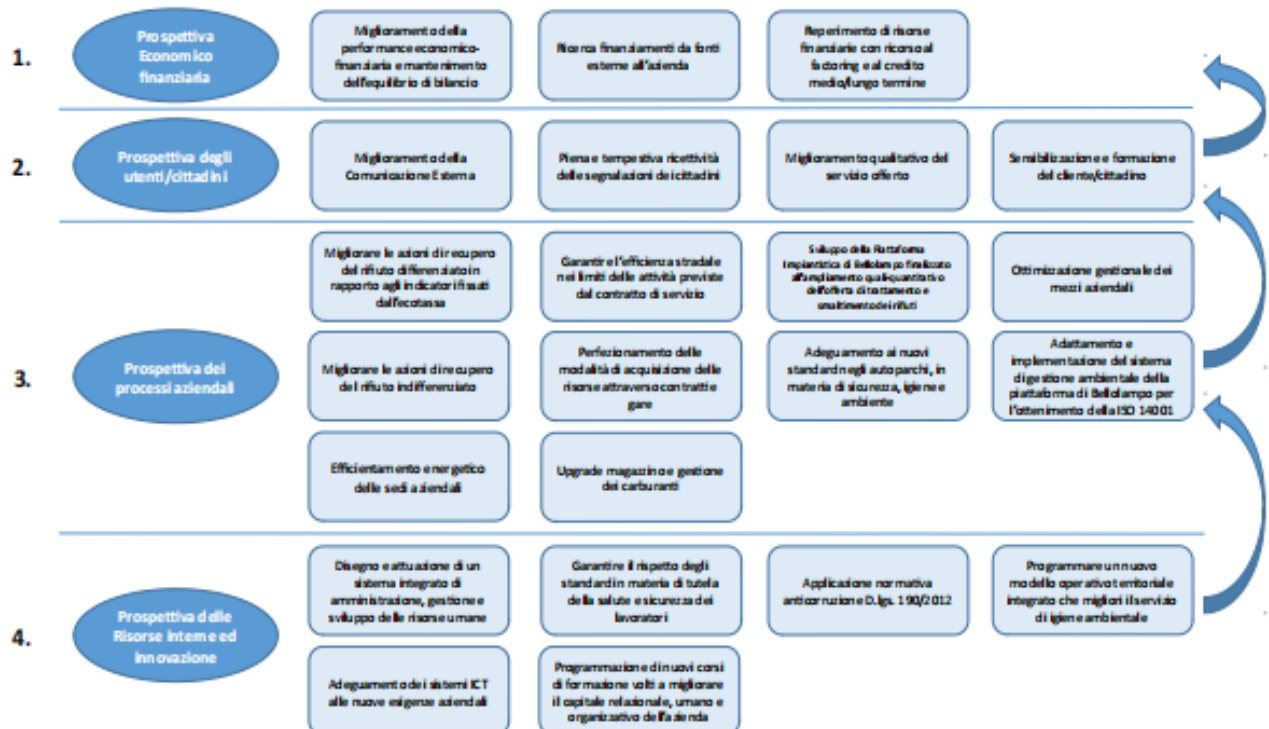 1.
Prospettiva
Economico
finanziaria
Miglioramento della
performance economico-
finanziaria e mantenimento
dell'equilibrio di bilancio
Ricerca finanziamenti da fonti
esterne all'azienda
Reperimento di risorse
finanziarie con ricorso al
factoring e al credito
medio/lungo termine
2.
Prospettiva degli
utenti/cittadini
Miglioramento della
Comunicazione Esterna
Piena e tempestiva ricettività
delle segnalazioni dei cittadini
Miglioramento qualitativo del
servizio offerto
Sensibilizzazione e formazione
del cliente/cittadino
3.
Prospettiva dei
processi aziendali
Migliorare le azioni di recupero
del rifiuto differenziato in
rapporto agli indicatori fissati
dall'ecotassa
Garantire l'efficienza stradale
nei limiti delle attività previste
dal contratto di servizio
Sviluppo della Piattaforma
Impiantistica di Bellolampo finalizzato
all'ampliamento quali-quantitativo
dell'offerta di trattamento e
smaltimento dei rifiuti
Ottimizzazione gestionale dei
mezzi aziendali
Migliorare le azioni di recupero
del rifiuto indifferenziato
Perfezionamento delle
modalità di acquisizione delle
risorse attraverso contratti e
gare
Adeguamento ai nuovi
standard negli autoparchi, in
materia di sicurezza, igiene e
ambiente
Adattamento e
implementazione del sistema
di gestione ambientale della
piattaforma di Bellolampo per
l'ottenimento della ISO 14001
Efficientamento energetico
delle sedi aziendali
Upgrade magazzino e gestione
dei carburanti
4.
Prospettiva delle
Risorse interne ed
innovazione
Disegno e attuazione di un
sistema integrato di
amministrazione, gestione e
sviluppo delle risorse umane
Garantire il rispetto degli
standard in materia di tutela
della salute e sicurezza dei
lavoratori
Applicazione normativa
anticorruzione D.lgs. 190/2012
Programmare un nuovo
modello operativo territoriale
integrato che migliori il servizio
di igiene ambientale
Adeguamento dei sistemi ICT
alle nuove esigenze aziendali
Programmazione di nuovi corsi
di formazione volti a migliorare
il capitale relazionale, umano e
organizzativo dell'azienda